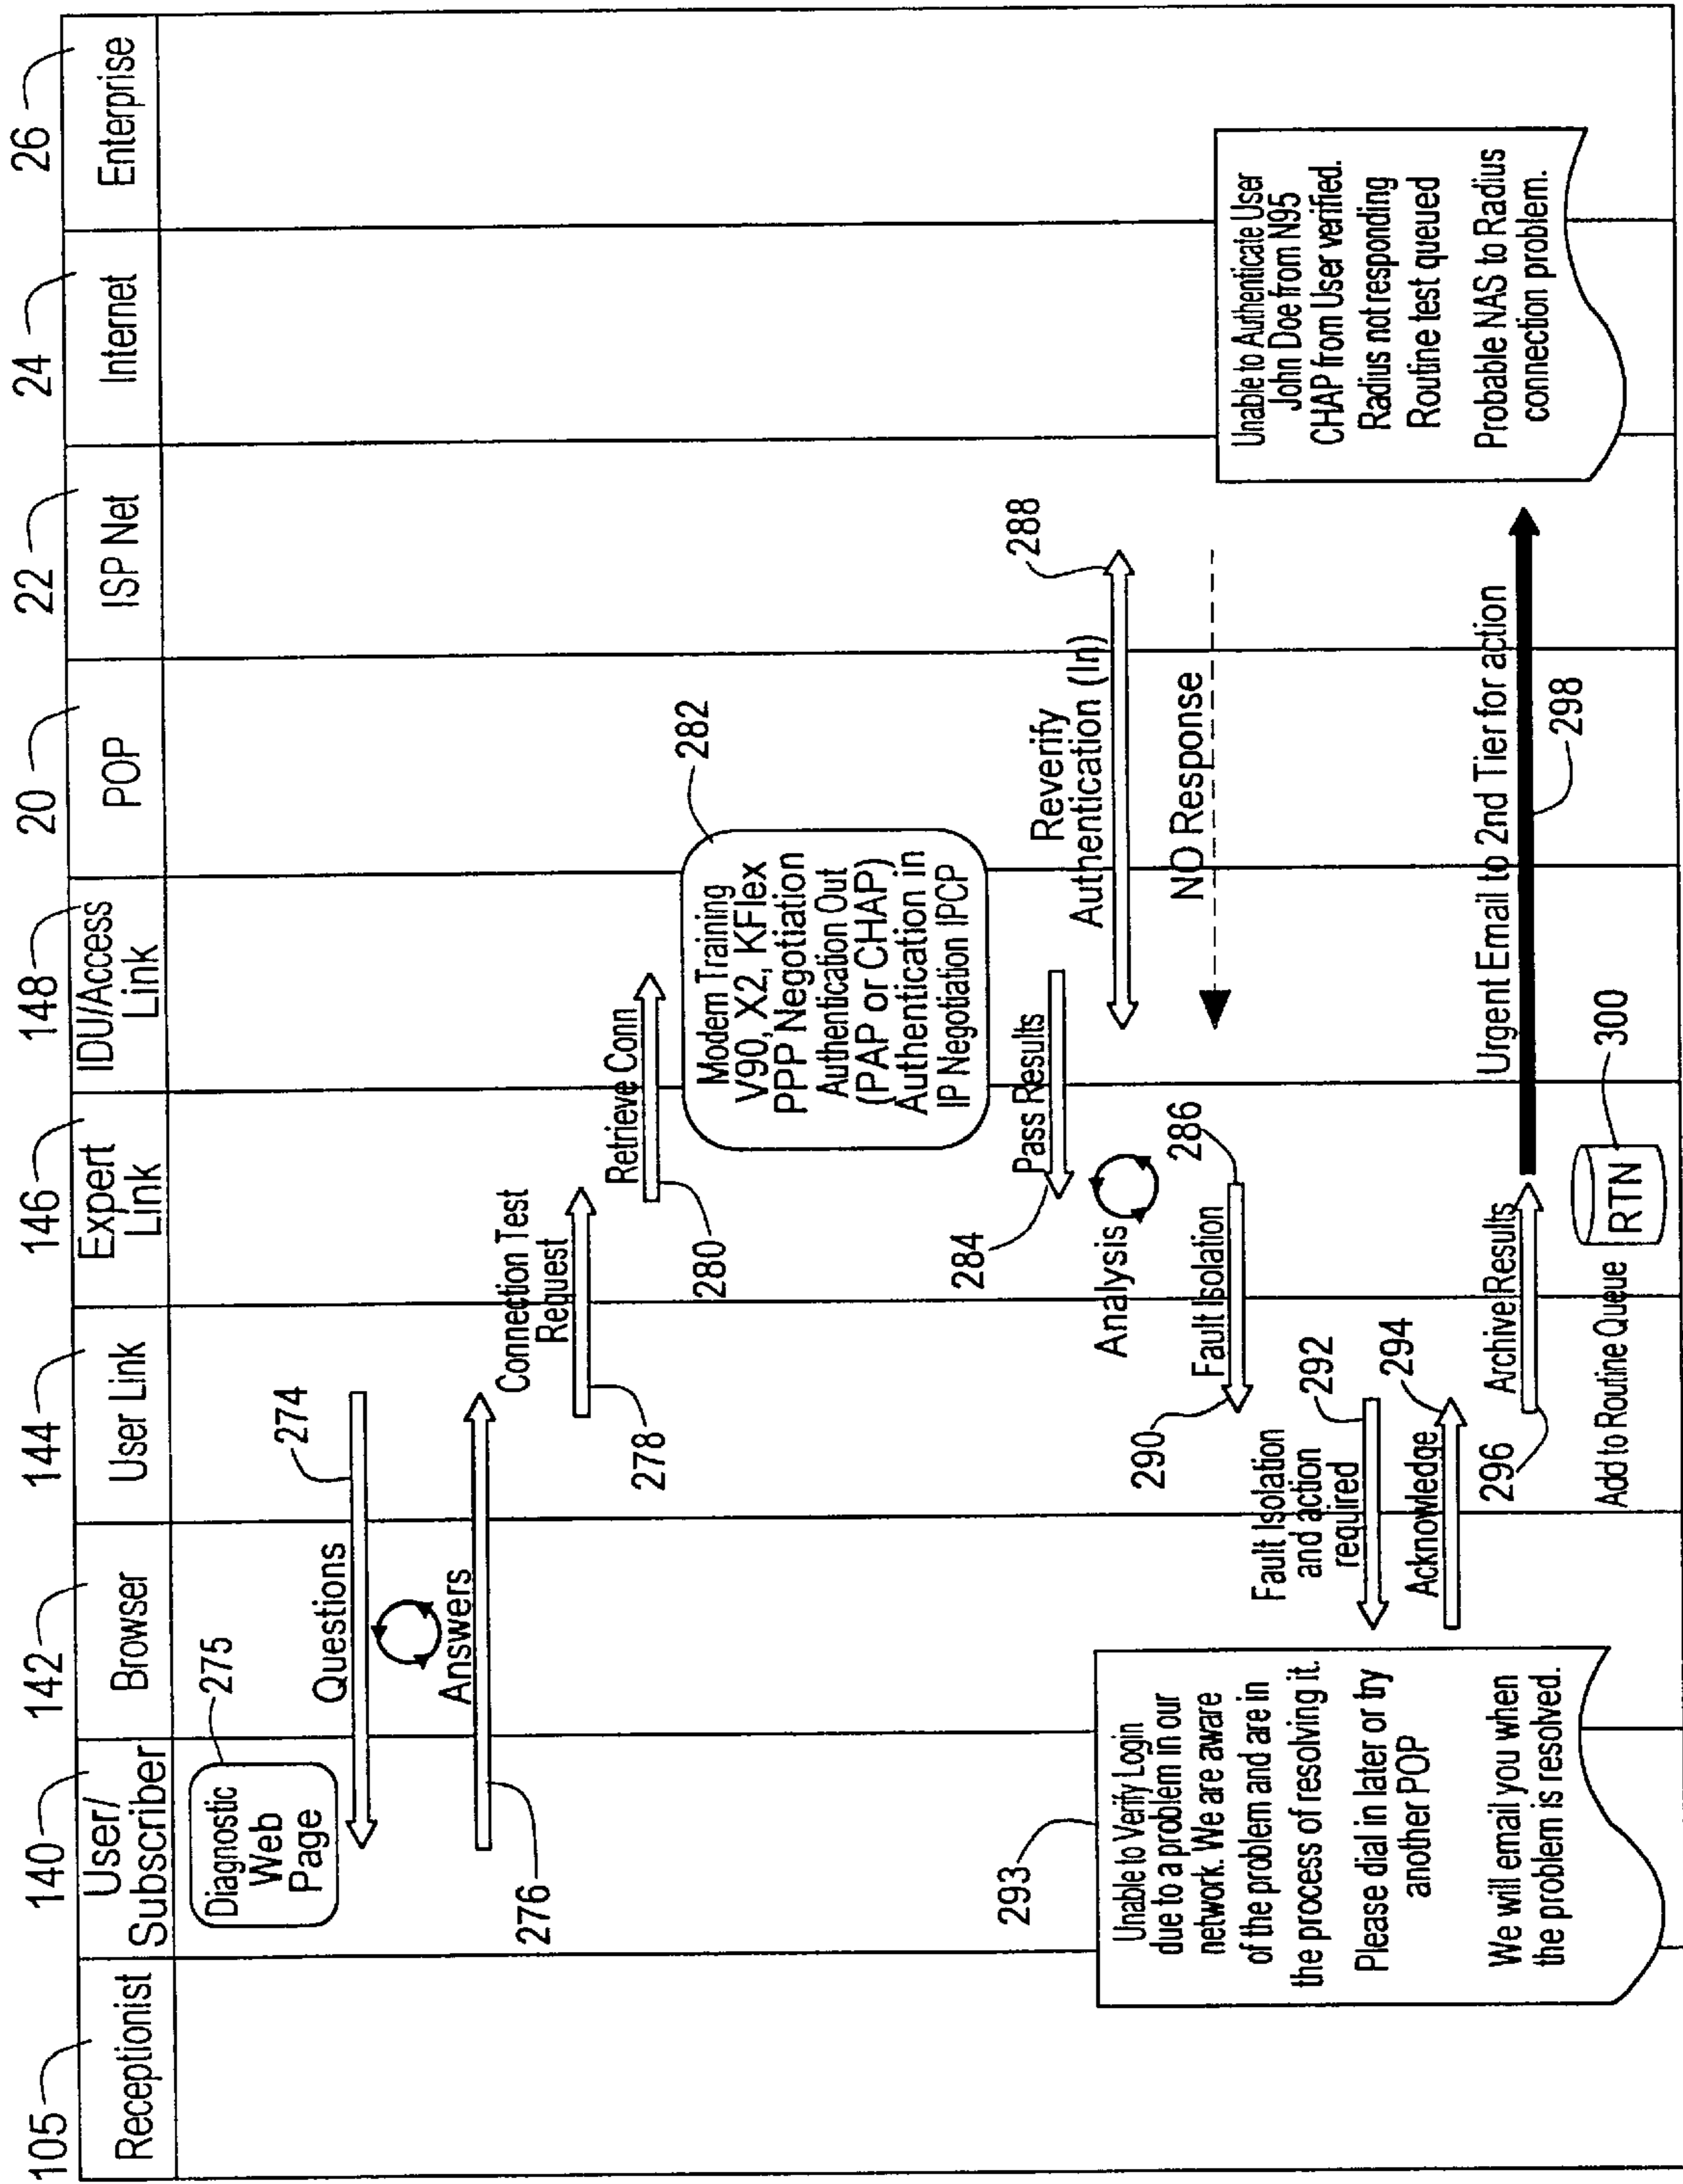 105
Receptionist
140
User/
Subscriber
142
Browser
144
User Link
146
Expert
Link
148
IDU/Access
Link
20
POP
22
ISP Net
24
Internet
26
Enterprise
Diagnostic
Web
Page
275
Questions
274
Answers
276
Connection Test
Request
278
Retrieve Conn
280
Modem Training
V90, X2, KFlex
PPP Negotiation
Authentication Out
(PAP or CHAP)
Authentication in
IP Negotiation IPCP
282
Pass Results
284
Analysis
Reverify
Authentication (In)
288
286
Fault Isolation
290
NO Response
293
Unable to Verify Login
due to a problem in our
network. We are aware
of the problem and are in
the process of resolving it.
Please dial in later or try
another POP
We will email you when
the problem is resolved.
Fault Isolation
and action
required
292
Acknowledge
294
Archive Results
296
Urgent Email to 2nd Tier for action
298
Add to Routine Queue
RTN
300
Unable to Authenticate User
John Doe from N95
CHAP from User verified.
Radius not responding
Routine test queued
Probable NAS to Radius
connection problem.